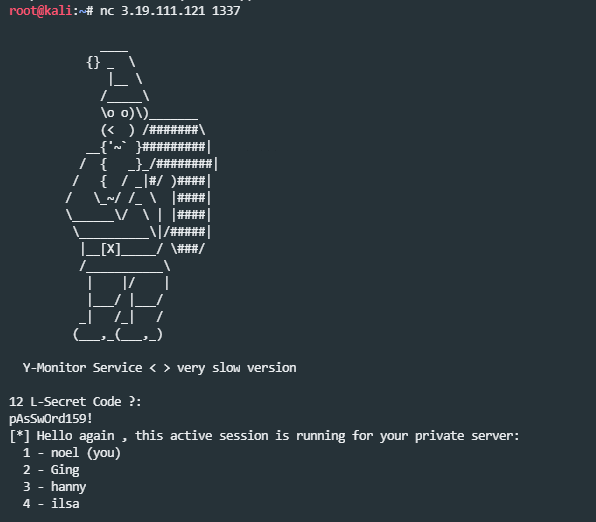 root@kali:~# nc 3.19.111.121 1337
            ____
          {} _  \
             |__ \
            /_____\
            \o o)\)_______
            (<  ) /#######\
          __{'~` }#########|
         /  {   _}_/########|
        /   {  / _|#/ )####|
       /   \_~/ /_ \  |####|
       \______\/  \ | |####|
        \__________\|/#####|
         |__[X]_____/ \###/
         /___________\
          |    |/    |
          |___/ |___/
         _|   /_|   /
        (___,_(___,_)
Y-Monitor Service < > very slow version
12 L-Secret Code ?:
pAsSwOrd159!
[*] Hello again , this active session is running for your private server:
1 - noel (you)
2 - Ging
3 - hanny
4 - ilsa